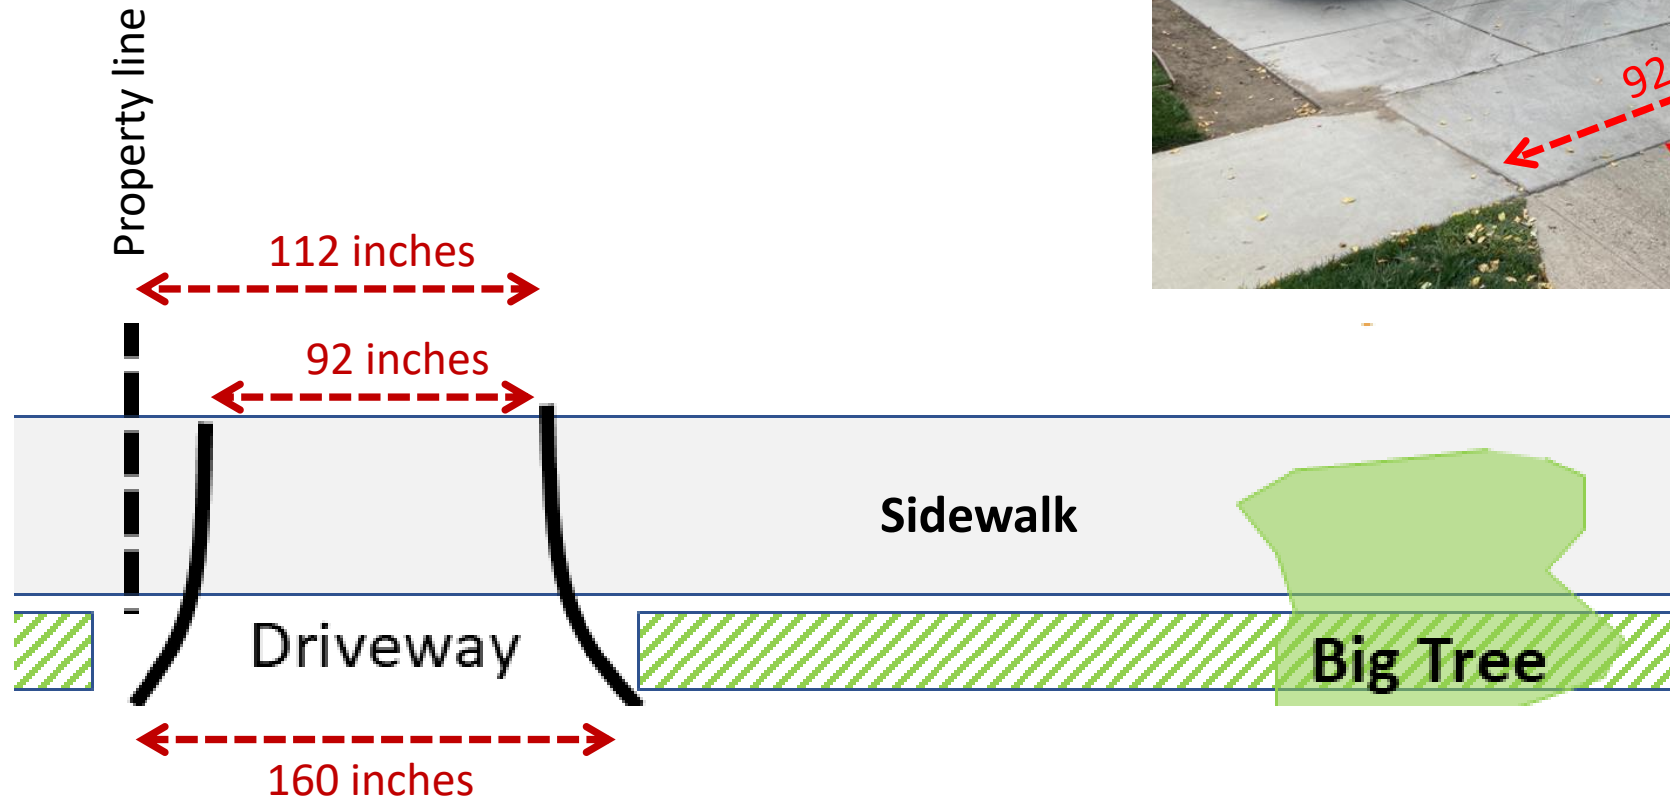 Property line
92
112 inches
92 inches
Sidewalk
Driveway
Big Tree
160 inches